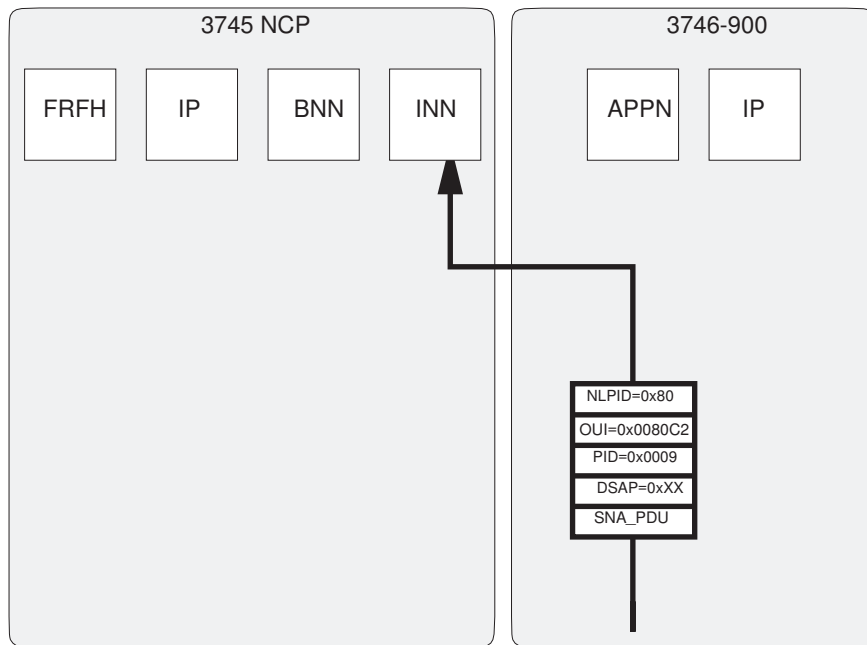 3745 NCP
3746-900
FRFH
IP
BNN
INN
APPN
IP
NLPID=0x80
OUI=0x0080C2
PID=0x0009
DSAP=0xXX
SNA_PDU